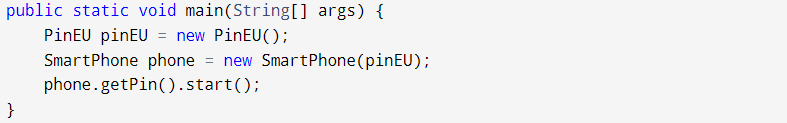 public static void main(String[] args) {
    PinEU pinEU = new PinEU();
    SmartPhone phone = new SmartPhone(pinEU);
    phone.getPin().start();
}